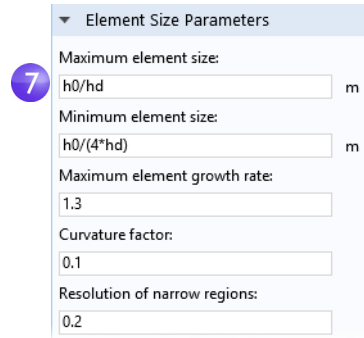 Element Size Parameters
Maximum element size:
7 h0/hd m
Minimum element size:
h0/(4*hd) m
Maximum element growth rate:
1.3
Curvature factor:
0.1
Resolution of narrow regions:
0.2